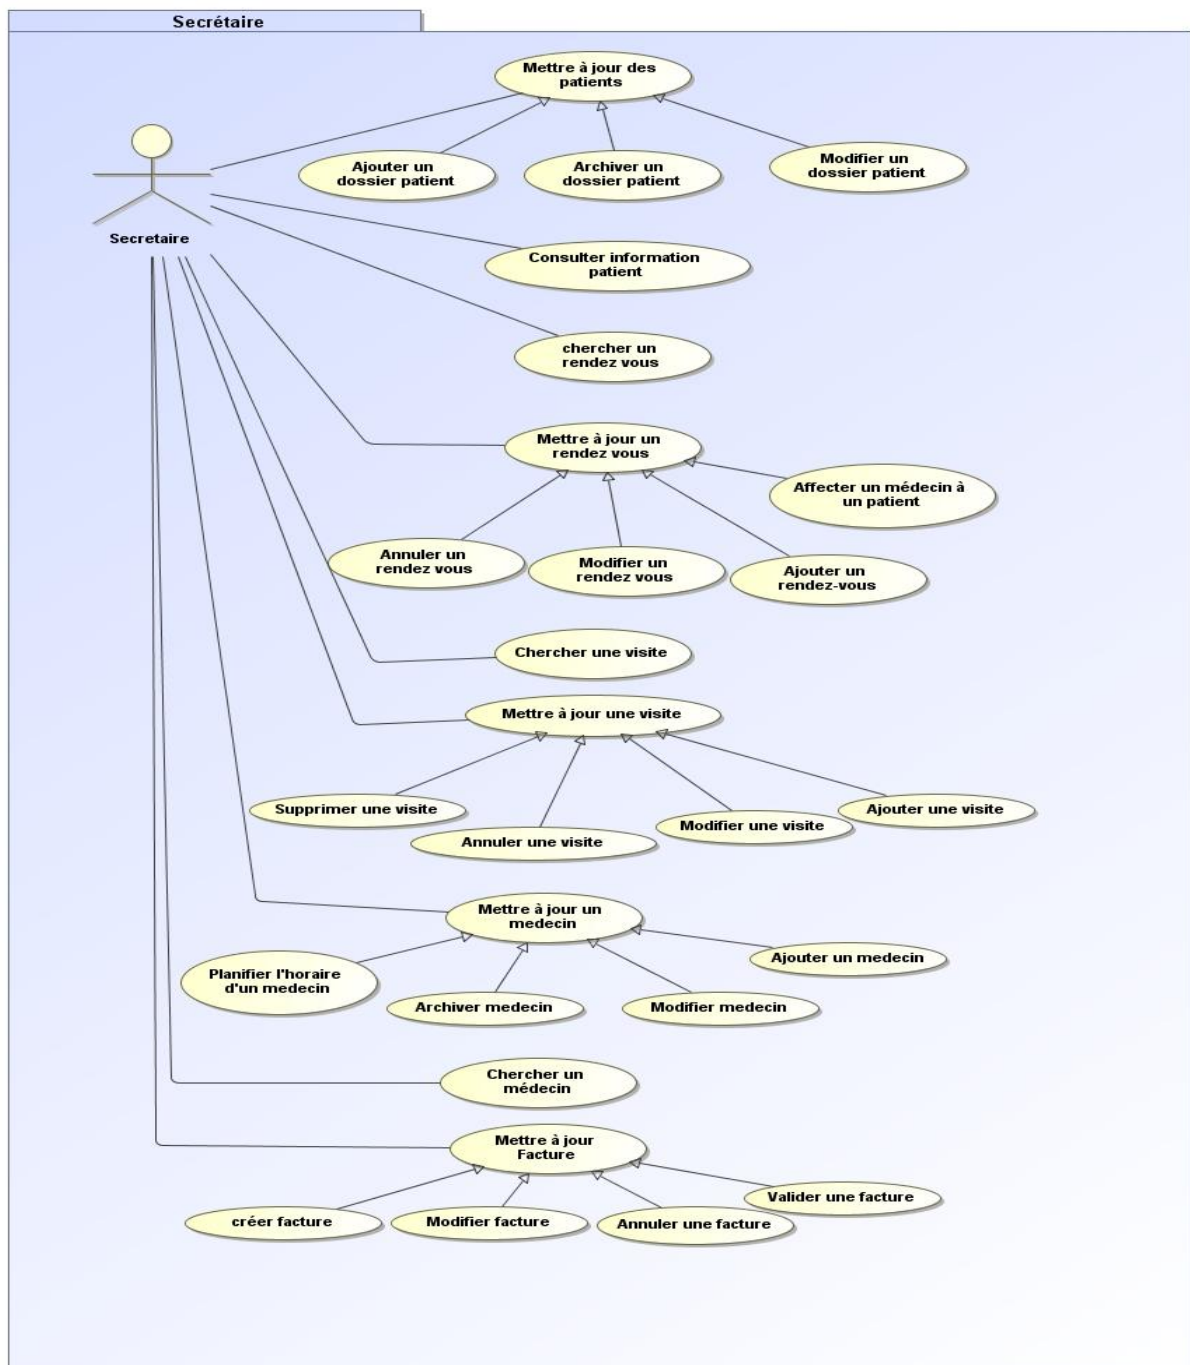 Secrétaire
Mettre à jour des
patients
Ajouter un
dossier patient
Archiver un
dossier patient
Modifier un
dossier patient
Secretaire
Consulter information
patient
chercher un
rendez vous
Mettre à jour un
rendez vous
Affecter un médecin à
un patient
Annuler un
rendez vous
Modifier un
rendez vous
Ajouter un
rendez-vous
Chercher une visite
Mettre à jour une visite
Supprimer une visite
Annuler une visite
Modifier une visite
Ajouter une visite
Mettre à jour un
medecin
Planifier l'horaire
d'un medecin
Archiver medecin
Modifier medecin
Ajouter un medecin
Chercher un
médecin
Mettre à jour
Facture
créer facture
Modifier facture
Annuler une facture
Valider une facture